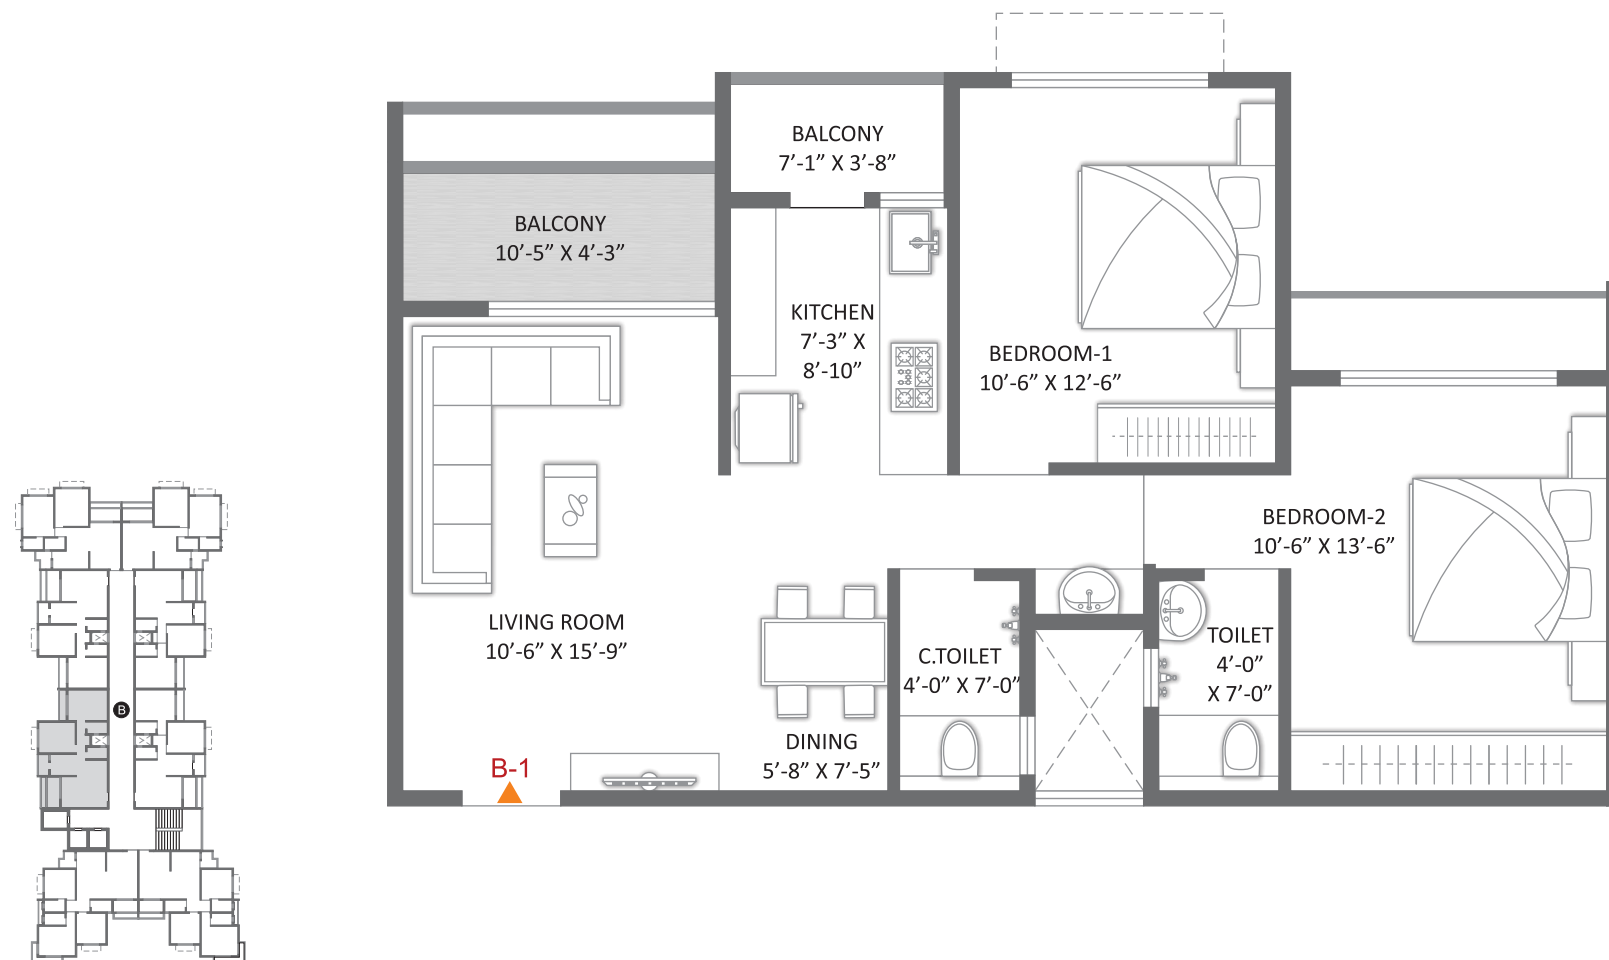 BALCONY
7’-1” X 3’-8”
BALCONY
10’-5” X 4’-3”
KITCHEN
7’-3” X
8’-10”
BEDROOM-1
10’-6” X 12’-6”
BEDROOM-2
10’-6” X 13’-6”
LIVING ROOM
10’-6” X 15’-9”
C.TOILET
4’-0” X 7’-0”
TOILET
4’-0”
X 7’-0”
DINING
5’-8” X 7’-5”
B-1
B